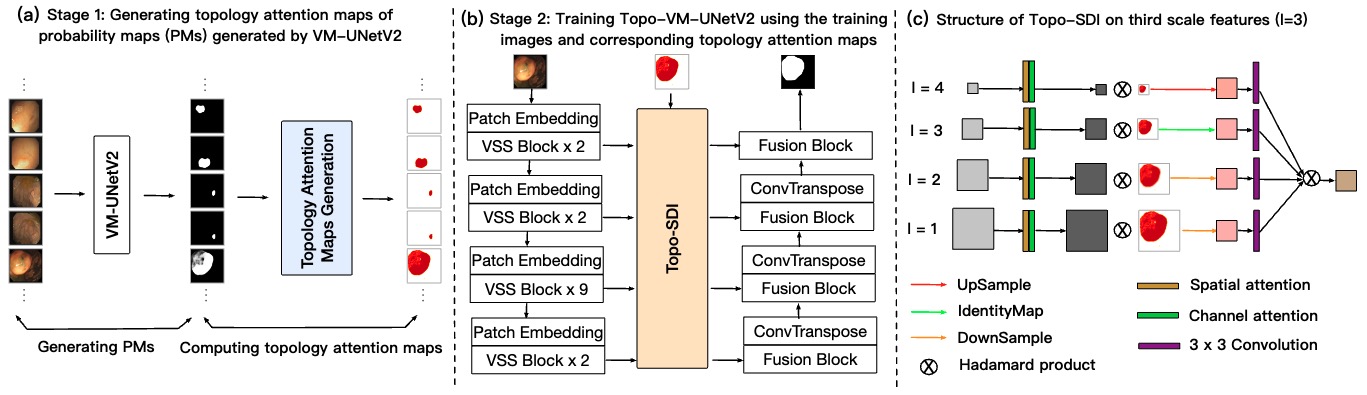 (a) Stage 1: Generating topology attention maps of
probability maps (PMs) generated by VM-UNetV2
VM-UNetV2
Topology Attention
Maps Generation
Generating PMs
Computing topology attention maps
(b) Stage 2: Training Topo-VM-UNetV2 using the training
images and corresponding topology attention maps
Patch Embedding
VSS Block x 2
Patch Embedding
VSS Block x 2
Patch Embedding
VSS Block x 9
Patch Embedding
VSS Block x 2
Topo-SDI
Fusion Block
ConvTranspose
Fusion Block
ConvTranspose
Fusion Block
ConvTranspose
Fusion Block
(c) Structure of Topo-SDI on third scale features (l=3)
l = 4
l = 3
l = 2
l = 1
UpSample
IdentityMap
DownSample
Hadamard product
Spatial attention
Channel attention
3 x 3 Convolution